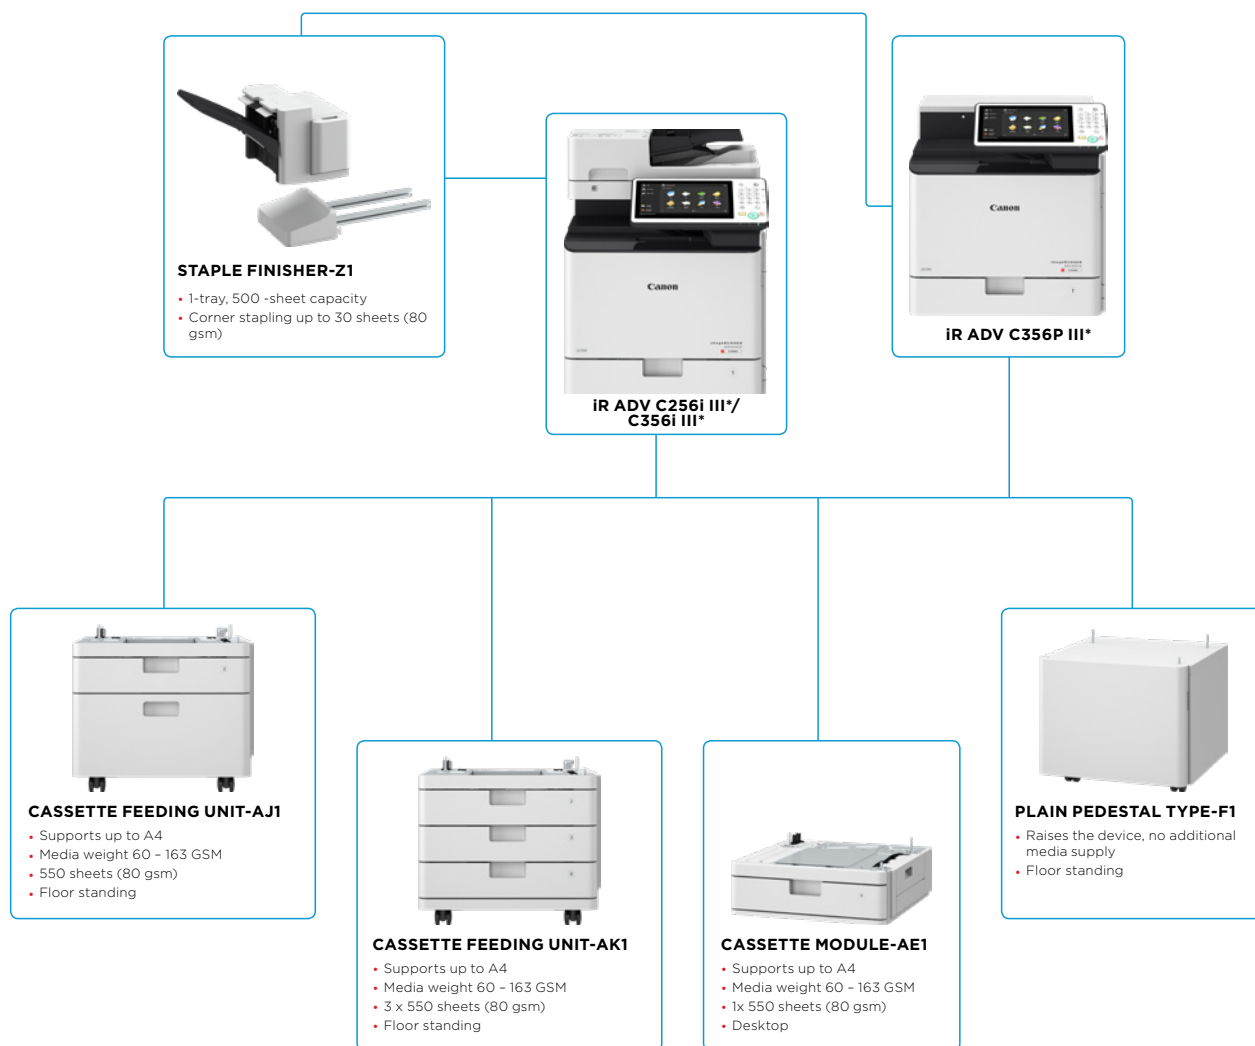 STAPLE FINISHER-Z1
• 1-tray, 500 -sheet capacity
• Corner stapling up to 30 sheets (80
gsm)
Canon
iR ADV C256i III*/
C356i III*
Canon
iR ADV C356P III*
CASSETTE FEEDING UNIT-AJ1
• Supports up to A4
• Media weight 60 – 163 GSM
• 550 sheets (80 gsm)
• Floor standing
CASSETTE FEEDING UNIT-AK1
• Supports up to A4
• Media weight 60 – 163 GSM
• 3 x 550 sheets (80 gsm)
• Floor standing
CASSETTE MODULE-AE1
• Supports up to A4
• Media weight 60 – 163 GSM
• 1x 550 sheets (80 gsm)
• Desktop
PLAIN PEDESTAL TYPE-F1
• Raises the device, no additional
media supply
• Floor standing